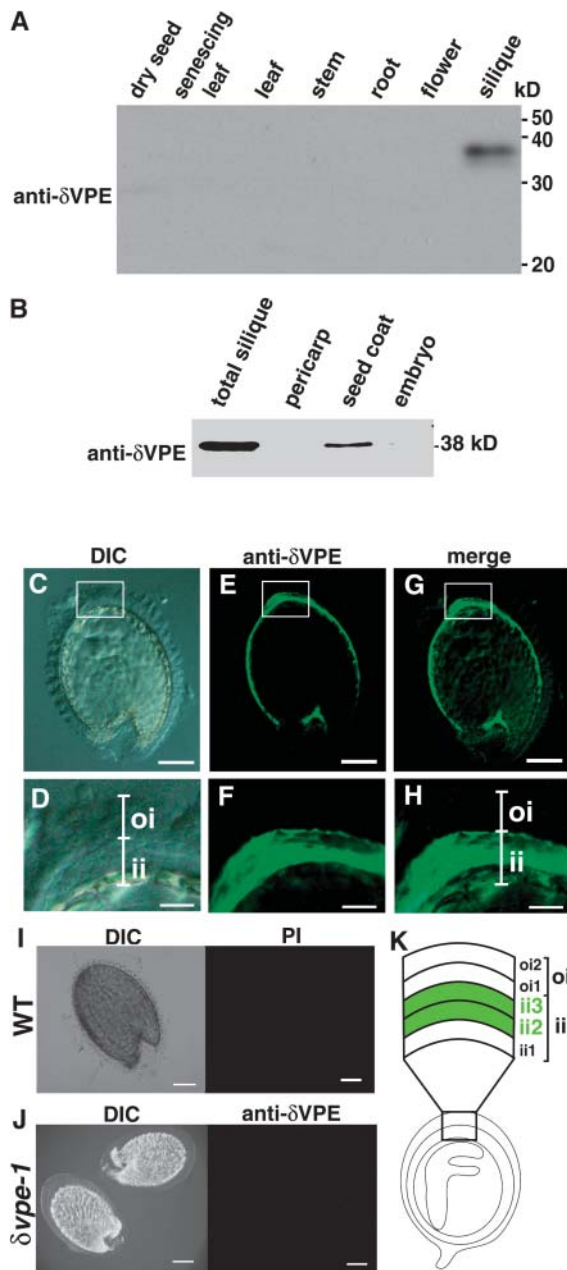 A
dry seed
senescing
leaf
leaf
stem
root
flower
silique
kD
- 50
- 40
anti-δVPE
- 30
- 20
B
total silique
pericarp
seed coat
embryo
anti-δVPE
-38 kD
DIC
anti-δVPE
merge
C
E
G
D
oi
ii
F
H
oi
ii
I
DIC
PI
WT
K
oi2
oi1
oi
ii3
ii2
ii
ii1
J
DIC
anti-δVPE
δvpe-1